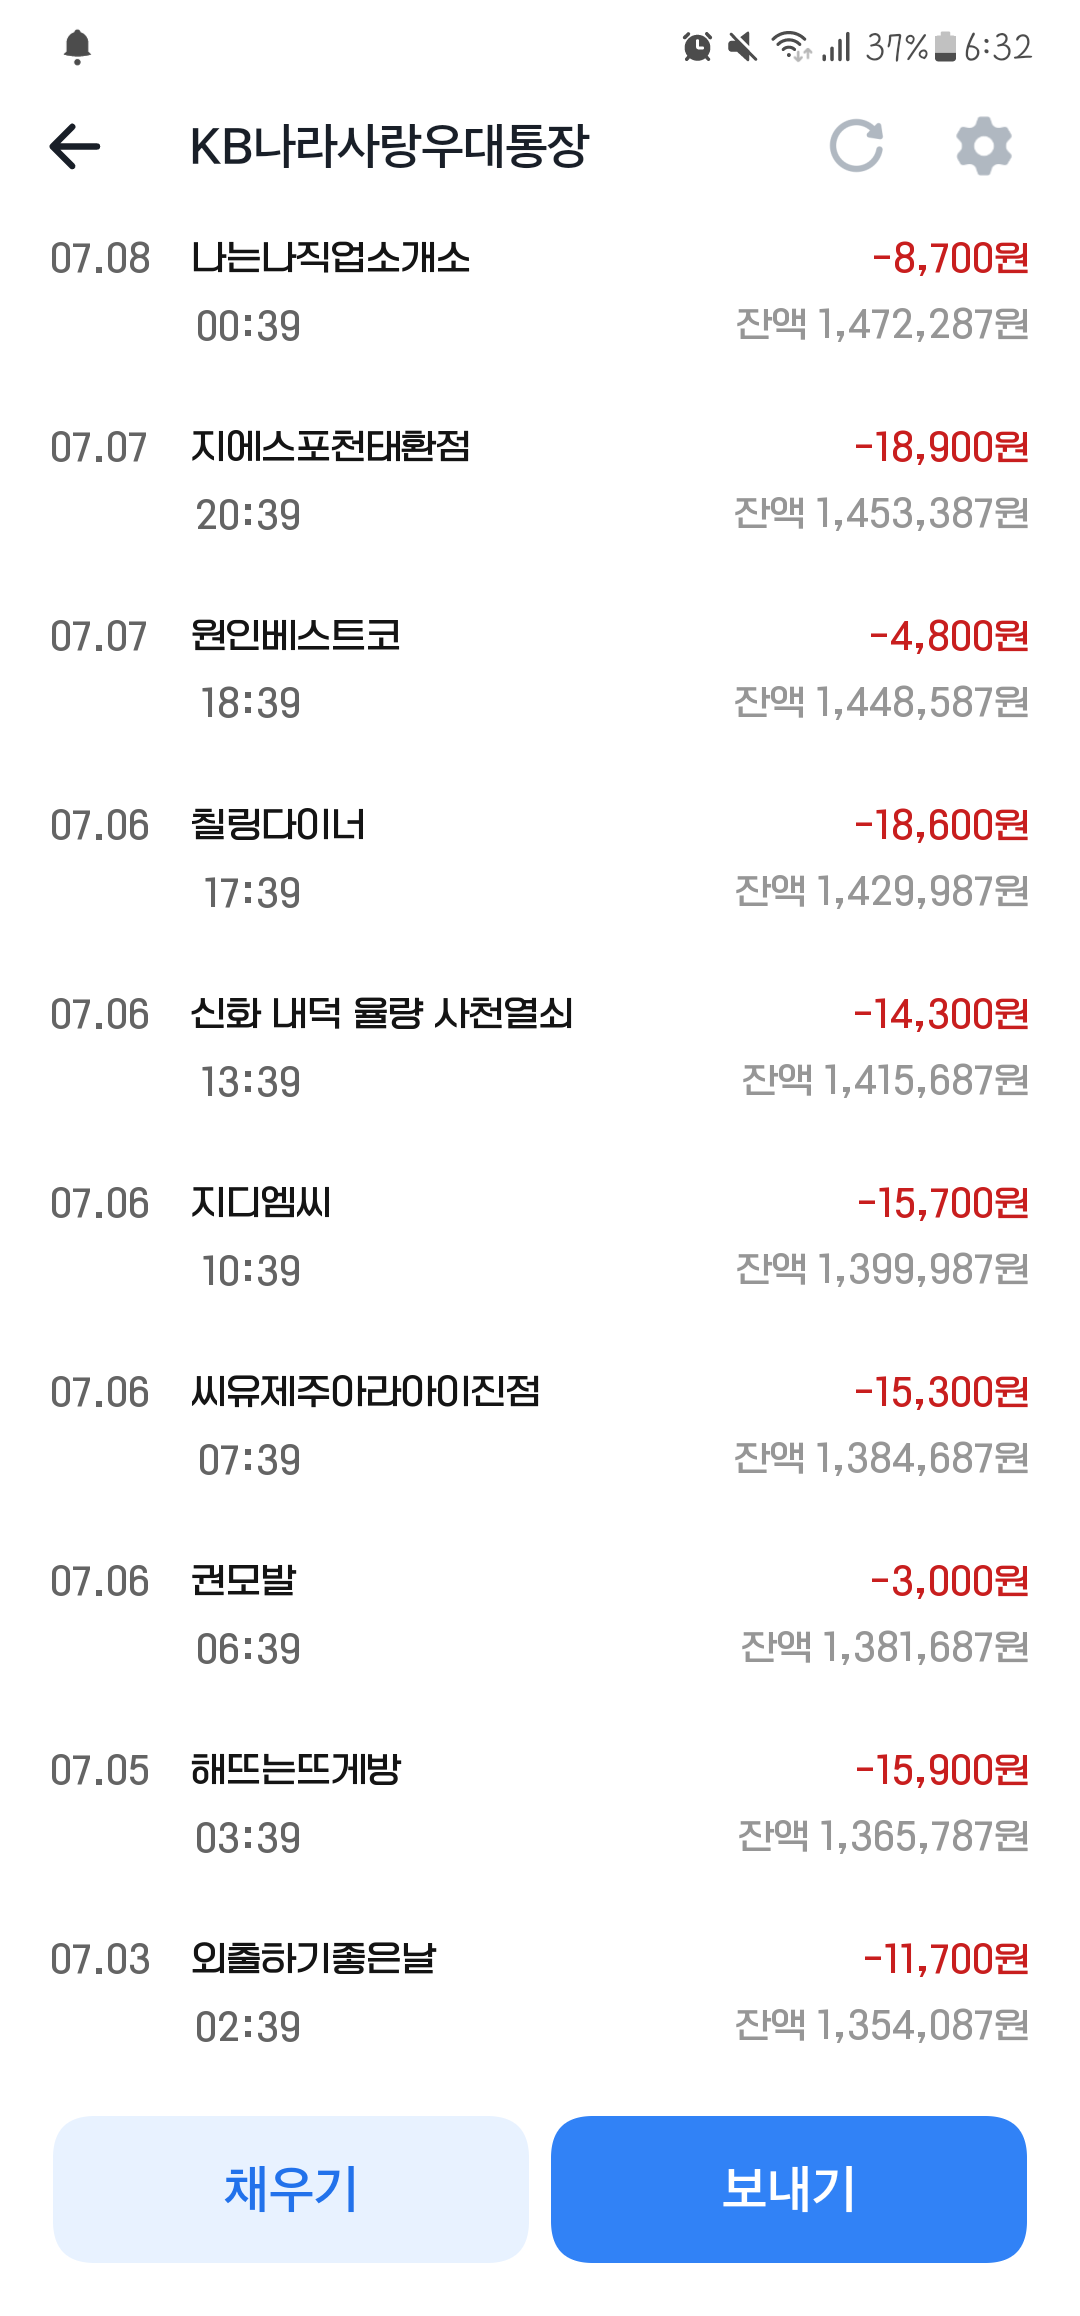 37% 6:32
KB나라사랑우대통장
07.08 나는나직업소개소 -8,700원
00:39 잔액 1,472,287원
07.07 지에스포천태환점 -18,900원
20:39 잔액 1,453,387원
07.07 원인베스트코 -4,800원
18:39 잔액 1,448,587원
07.06 칠링다이너 -18,600원
17:39 잔액 1,429,987원
07.06 신화 내덕 율량 사천열쇠 -14,300원
13:39 잔액 1,415,687원
07.06 지디엠씨 -15,700원
10:39 잔액 1,399,987원
07.06 씨유제주아라아이진점 -15,300원
07:39 잔액 1,384,687원
07.06 권모발 -3,000원
06:39 잔액 1,381,687원
07.05 해뜨는뜨게방 -15,900원
03:39 잔액 1,365,787원
07.03 외출하기좋은날 -11,700원
02:39 잔액 1,354,087원
채우기 보내기